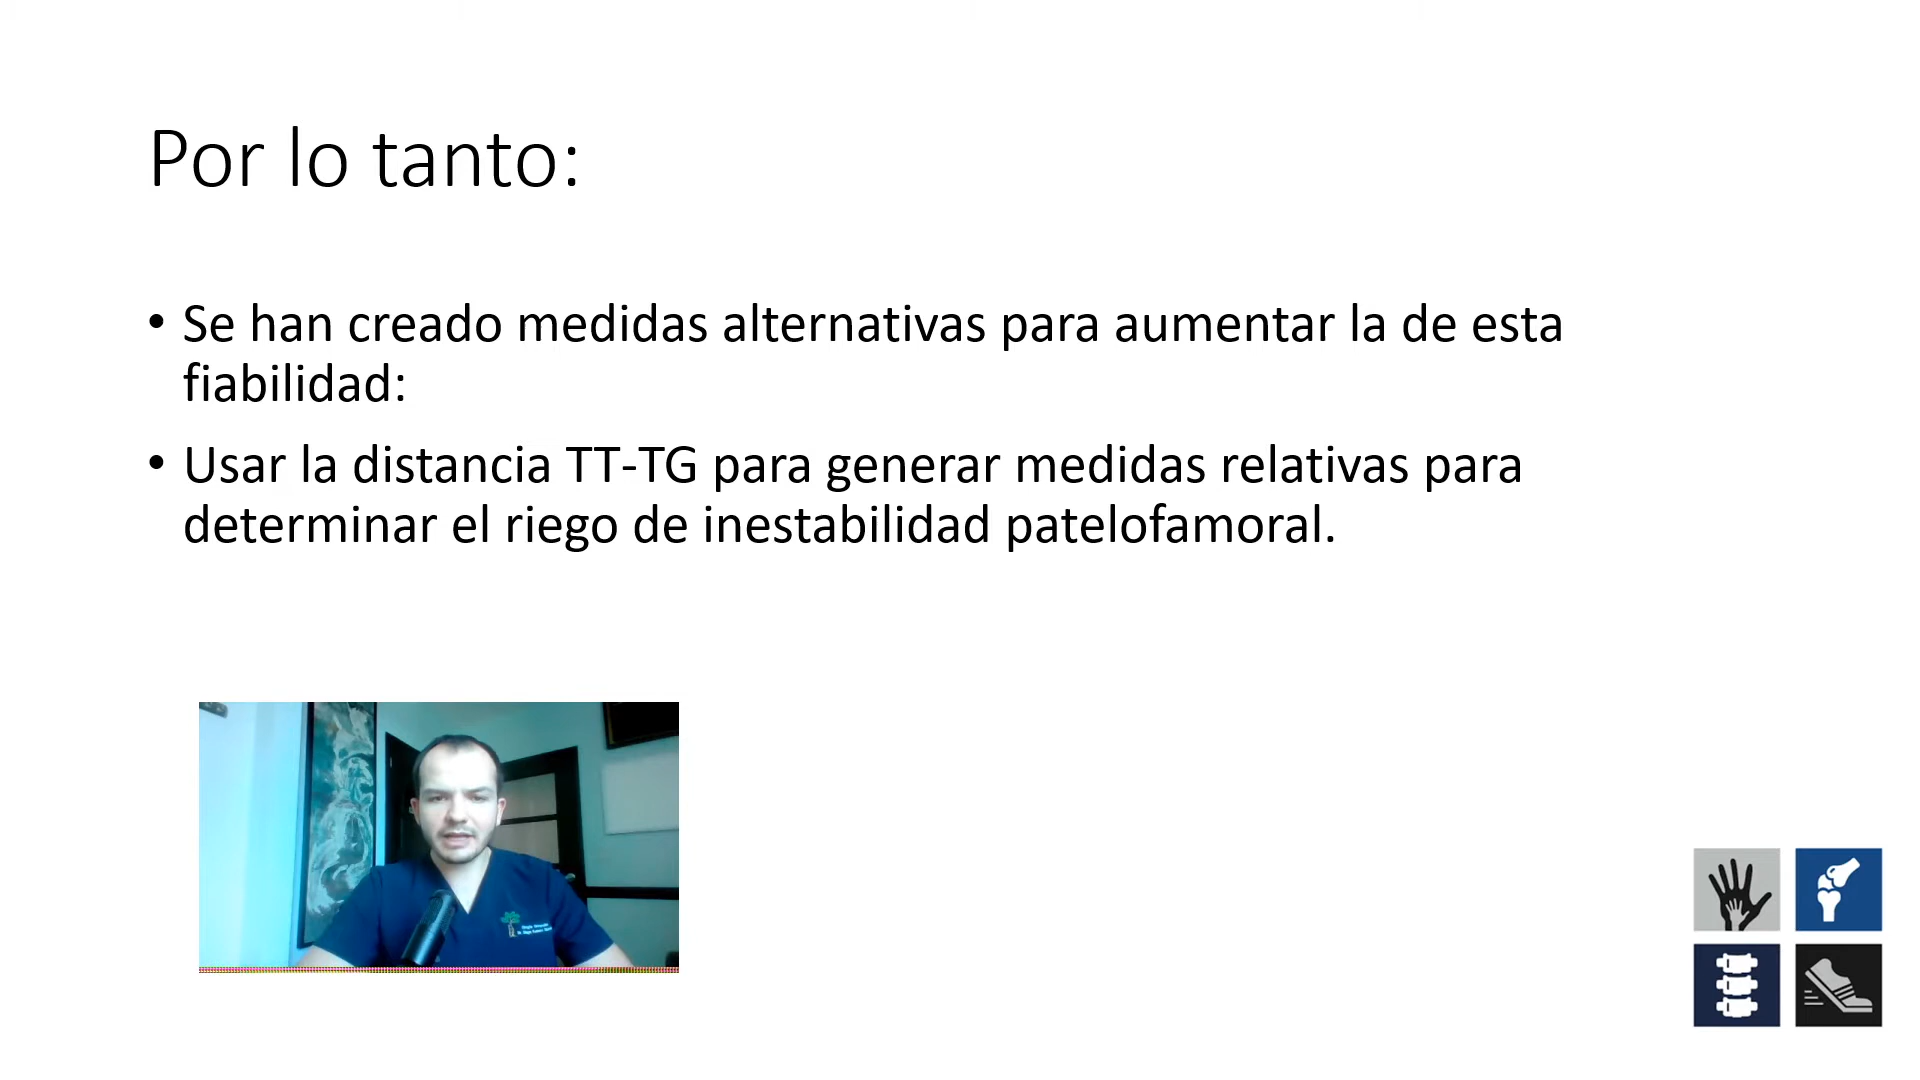 Por lo tanto:
• Se han creado medidas alternativas para aumentar la de esta
fiabilidad:
• Usar la distancia TT-TG para generar medidas relativas para
determinar el riego de inestabilidad patelofamoral.